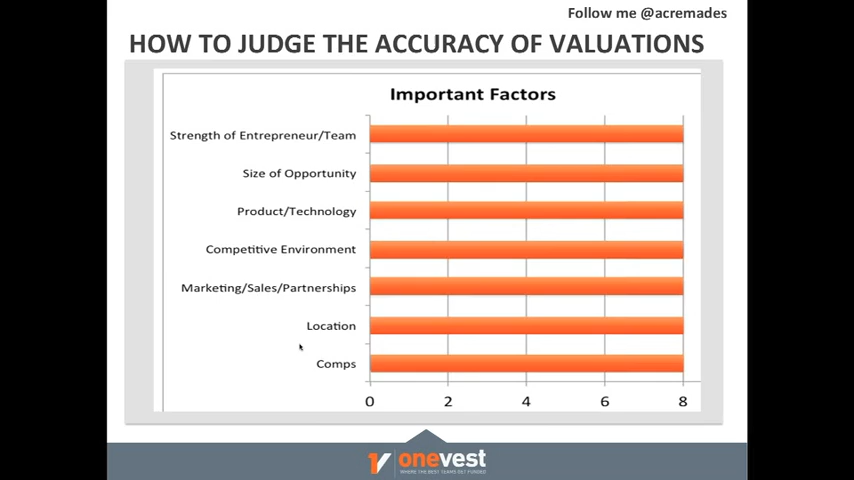 Follow me @acremades
HOW TO JUDGE THE ACCURACY OF VALUATIONS
Important Factors
Strength of Entrepreneur/Team
Size of Opportunity
Product/Technology
Competitive Environment
Marketing/Sales/Partnerships
Location
Comps
0 2 4 6 8
onevest
WHERE THE BEST TEAMS GET FUNDED